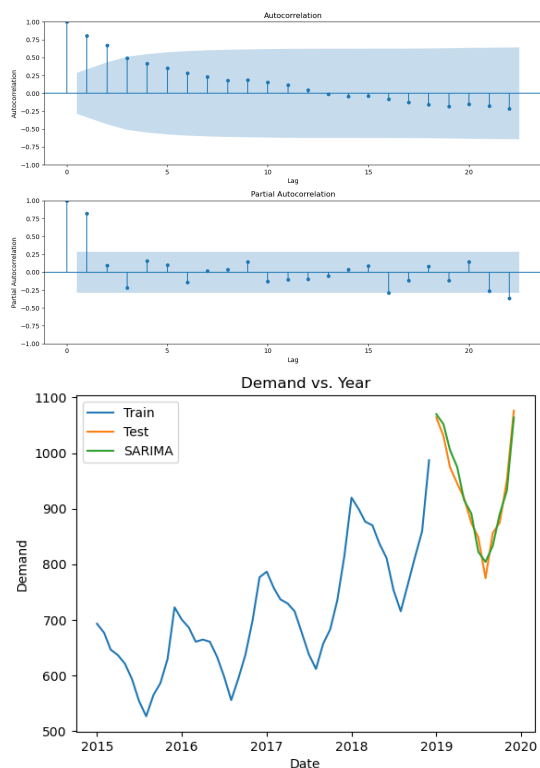 Autocorrelation
1.00
0.75
0.50
0.25
0.00
−0.25
−0.50
−0.75
−1.00
Autocorrelation
0 5 10 15 20
Lag
Partial Autocorrelation
1.00
0.75
0.50
0.25
0.00
−0.25
−0.50
−0.75
−1.00
Partial Autocorrelation
0 5 10 15 20
Lag
Demand vs. Year
Train
Test
SARIMA
1100
1000
900
800
700
600
500
Demand
2015 2016 2017 2018 2019 2020
Date